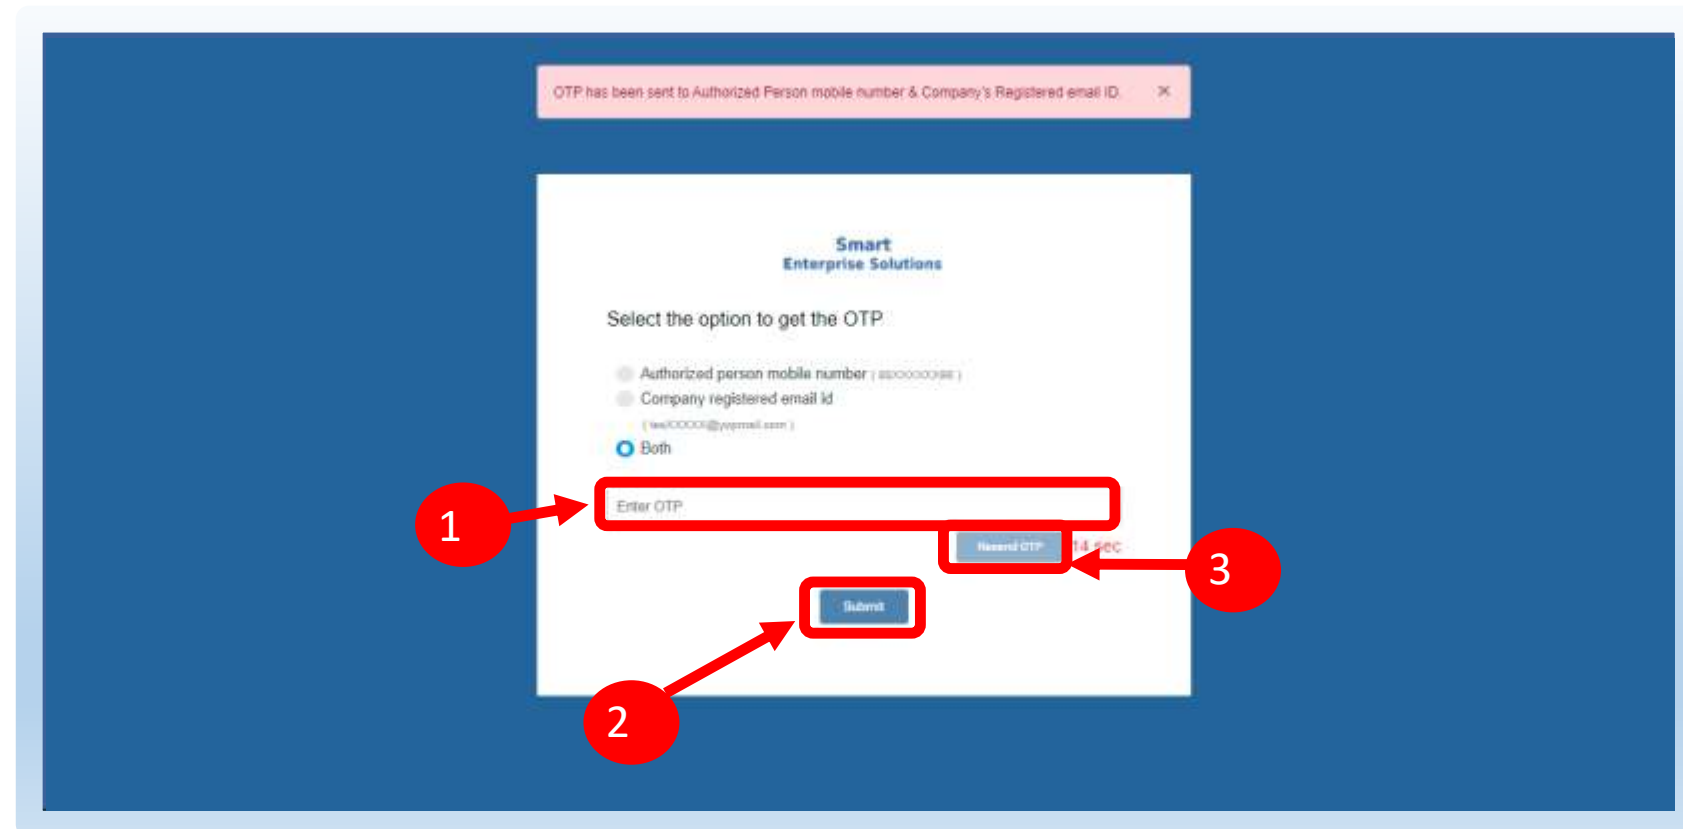 OTP has been sent to Authorized Person mobile number & Company's Registered email ID. ×
Smart
Enterprise Solutions
Select the option to get the OTP
Authorized person mobile number
Company registered email id
Both
1
Enter OTP
Resend OTP 14 sec
3
Submit
2